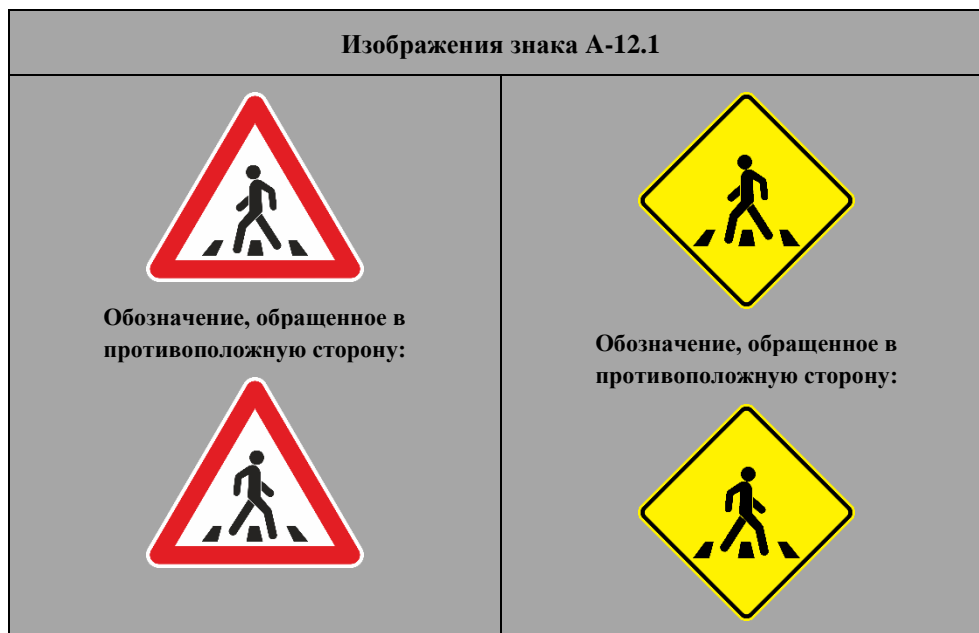 Изображения знака A-12.1
Обозначение, обращенное в
противоположную сторону:
Обозначение, обращенное в
противоположную сторону: